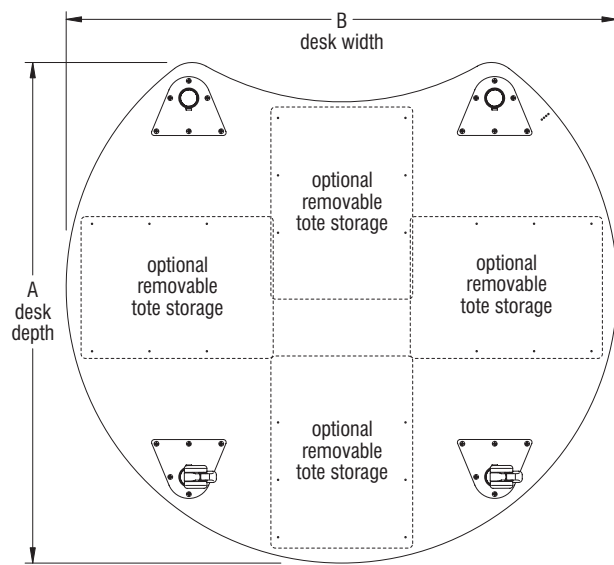 B
desk width
optional
removable
tote storage
optional
removable
tote storage
optional
removable
tote storage
A
desk
depth
optional
removable
tote storage